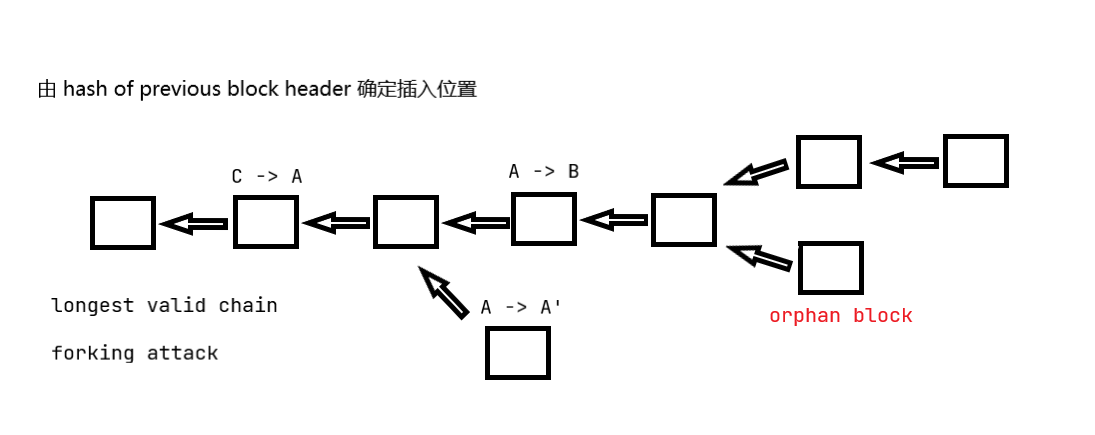 由 hash of previous block header 确定插入位置
C -> A
A -> B
longest valid chain
A -> A'
orphan block
forking attack